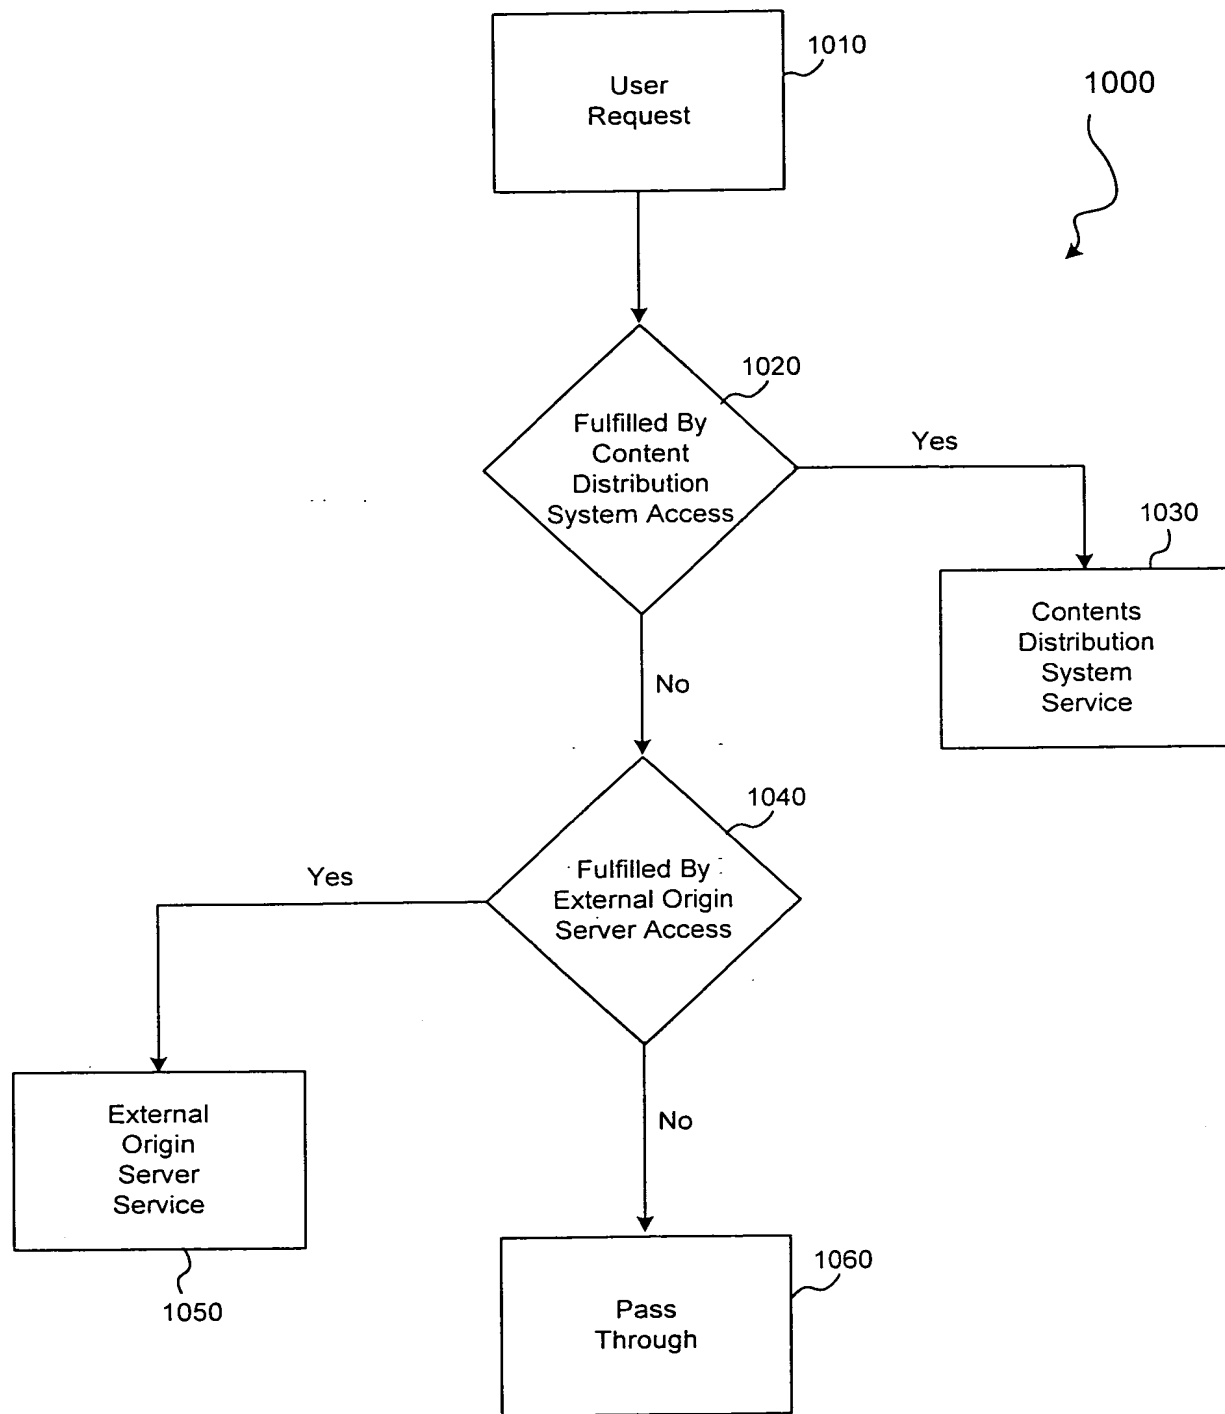 1010
User
Request
1000
1020
Fulfilled By
Content
Distribution
System Access
Yes
1030
Contents
Distribution
System
Service
No
1040
Fulfilled By
External Origin
Server Access
Yes
External
Origin
Server
Service
1050
No
1060
Pass
Through